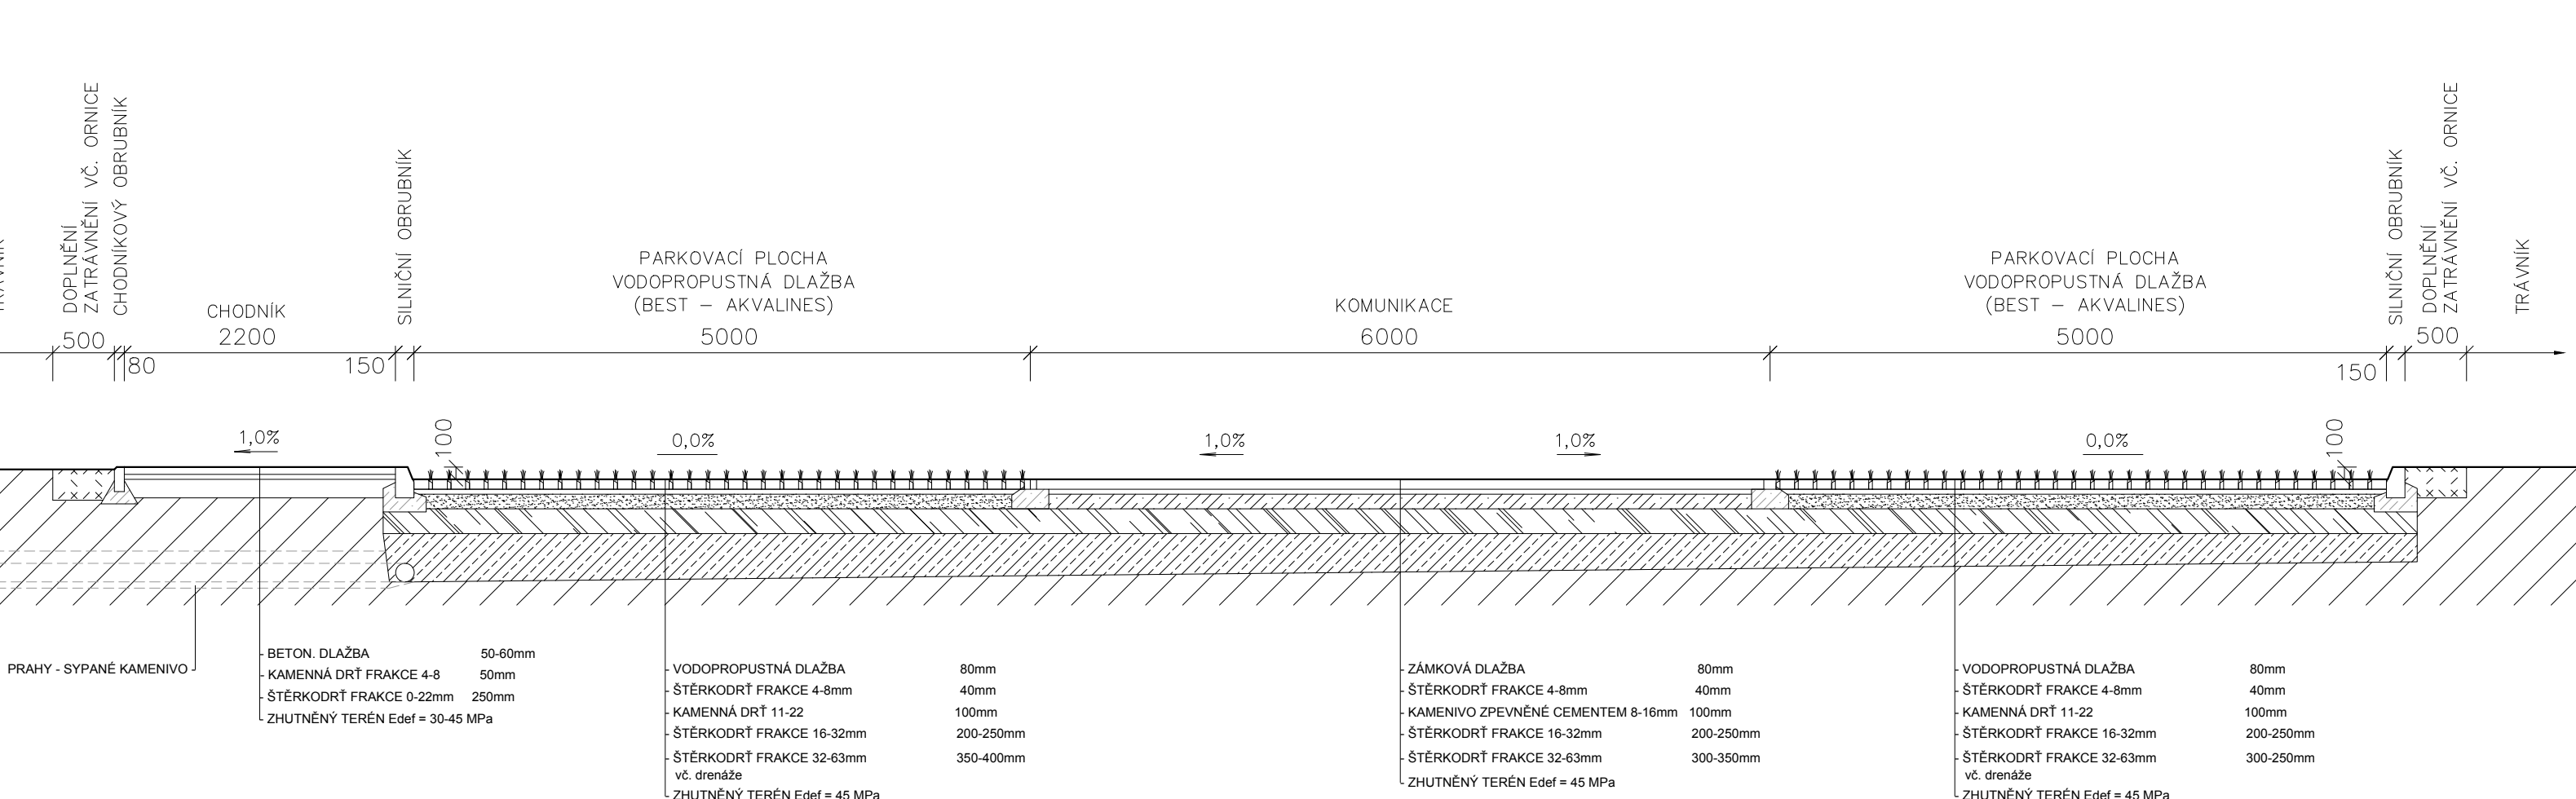 DOPLNĚNÍ
ZATRÁVNĚNÍ VČ. ORNICE
CHODNÍKOVÝ OBRUBNÍK
CHODNÍK
SILNIČNÍ OBRUBNÍK
PARKOVACÍ PLOCHA
VODOPROPUSTNÁ DLAŽBA
(BEST – AKVALINES)
KOMUNIKACE
PARKOVACÍ PLOCHA
VODOPROPUSTNÁ DLAŽBA
(BEST – AKVALINES)
SILNIČNÍ OBRUBNÍK
DOPLNĚNÍ
ZATRÁVNĚNÍ VČ. ORNICE
TRÁVNÍK
500
80
2200
150
5000
6000
5000
150
500
1,0%
100
0,0%
1,0%
1,0%
0,0%
100
PRAHY - SYPANÉ KAMENIVO
BETON. DLAŽBA 50-60mm
KAMENNÁ DRŤ FRAKCE 4-8 50mm
ŠTĚRKODRŤ FRAKCE 0-22mm 250mm
ZHUTNĚNÝ TERÉN Edef = 30-45 MPa
VODOPROPUSTNÁ DLAŽBA 80mm
ŠTĚRKODRŤ FRAKCE 4-8mm 40mm
KAMENNÁ DRŤ 11-22 100mm
ŠTĚRKODRŤ FRAKCE 16-32mm 200-250mm
ŠTĚRKODRŤ FRAKCE 32-63mm 350-400mm
vč. drenáže
ZHUTNĚNÝ TERÉN Edef = 45 MPa
ZÁMKOVÁ DLAŽBA 80mm
ŠTĚRKODRŤ FRAKCE 4-8mm 40mm
KAMENIVO ZPEVNĚNÉ CEMENTEM 8-16mm 100mm
ŠTĚRKODRŤ FRAKCE 16-32mm 200-250mm
ŠTĚRKODRŤ FRAKCE 32-63mm 300-350mm
ZHUTNĚNÝ TERÉN Edef = 45 MPa
VODOPROPUSTNÁ DLAŽBA 80mm
ŠTĚRKODRŤ FRAKCE 4-8mm 40mm
KAMENNÁ DRŤ 11-22 100mm
ŠTĚRKODRŤ FRAKCE 16-32mm 200-250mm
ŠTĚRKODRŤ FRAKCE 32-63mm 300-250mm
vč. drenáže
ZHUTNĚNÝ TERÉN Edef = 45 MPa